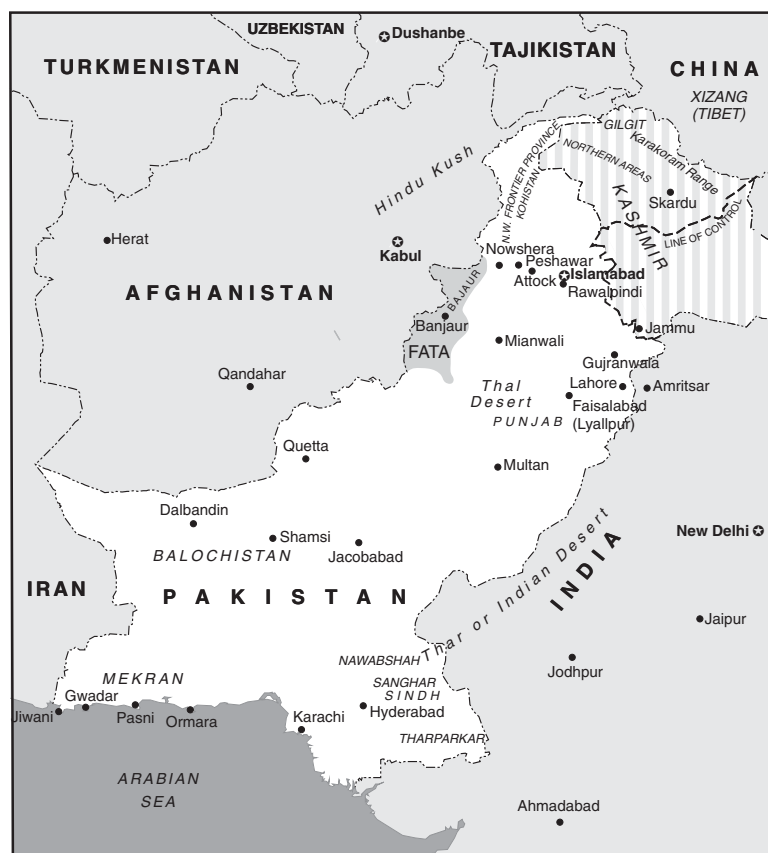 UZBEKISTAN
Dushanbe
TAJIKISTAN
TURKMENISTAN
CHINA
XIZANG
(TIBET)
GILGIT
Karakoram Range
NORTHERN AREAS
N.W. FRONTIER PROVINCE
KOHISTAN
Hindu Kush
Skardu
KASHMIR
LINE OF CONTROL
Herat
Kabul
Nowshera
Peshawar
Attock
Islamabad
Rawalpindi
BAJAUR
AFGHANISTAN
Banjaur
FATA
Mianwali
Jammu
Gujranwala
Qandahar
Thal
Desert
Lahore
Amritsar
Faisalabad
(Lyallpur)
PUNJAB
Quetta
Multan
Dalbandin
Shamsi
Jacobabad
BALOCHISTAN
New Delhi
Thar or Indian Desert
INDIA
IRAN
PAKISTAN
Jaipur
NAWABSHAH
Jodhpur
MEKRAN
SANGHAR
SINDH
Gwadar
Jiwani
Pasni
Ormara
Karachi
Hyderabad
THARPARKAR
ARABIAN
SEA
Ahmadabad